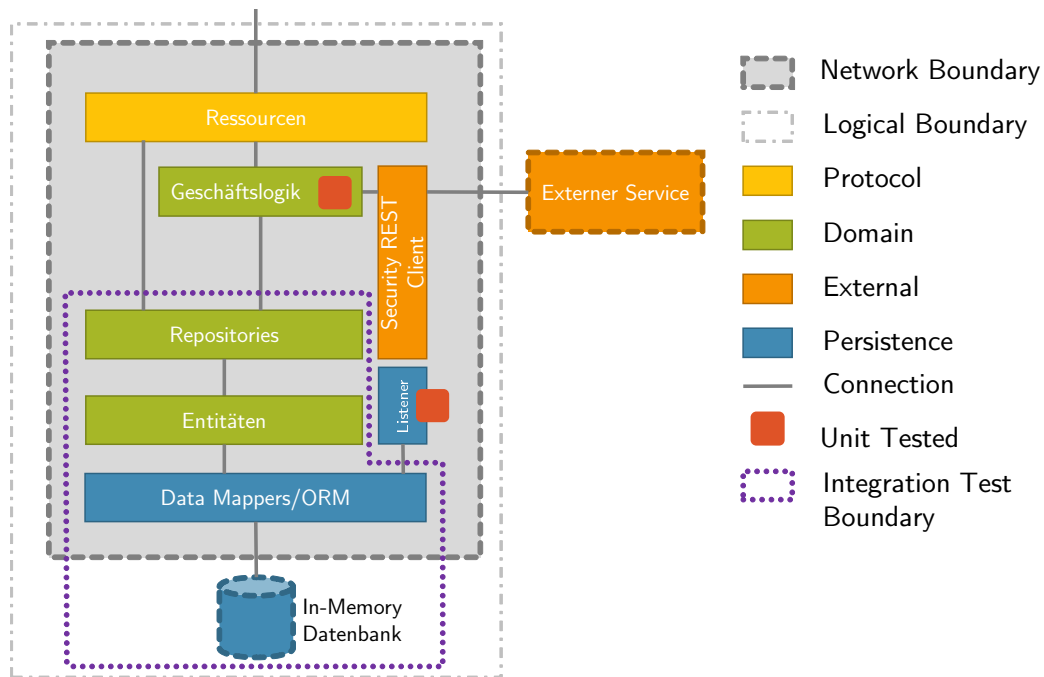 Ressourcen
Geschäftslogik
Security REST
Client
Externer Service
Repositories
Listener
Entitäten
Data Mappers/ORM
In-Memory
Datenbank
Network Boundary
Logical Boundary
Protocol
Domain
External
Persistence
Connection
Unit Tested
Integration Test
Boundary